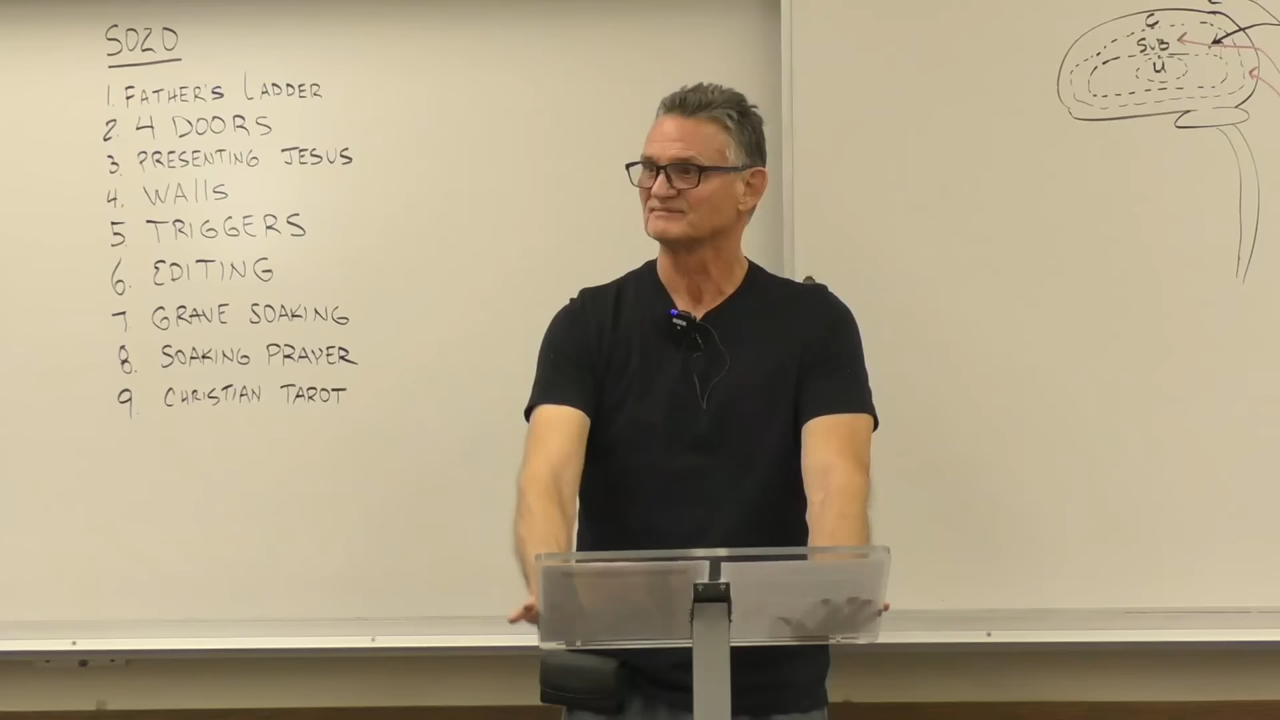 SOZO
1. FATHER'S LADDER
2. 4 DOORS
3. PRESENTING JESUS
4. WALLS
5. TRIGGERS
6. EDITING
7 GRAVE SOAKING
8. SOAKING PRAYER
9. CHRISTIAN TAROT
C
SUB
U